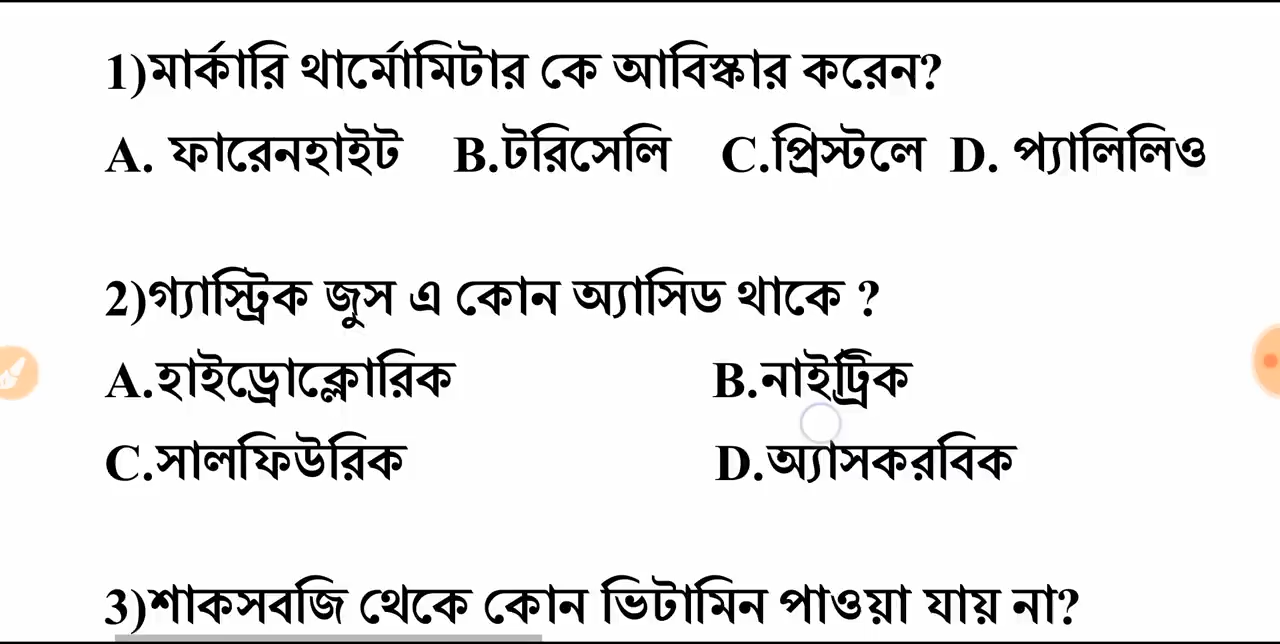 1)মার্কারি থার্মোমিটার কে আবিস্কার করেন?
A. ফারেনহাইট B.টরিসেলি C.প্রিস্টলে D. প্যালিলিও
2)গ্যাস্ট্রিক জুস এ কোন অ্যাসিড থাকে ?
A.হাইড্রোক্লোরিক B.নাইট্রিক
C.সালফিউরিক D.অ্যাসকরবিক
3)শাকসবজি থেকে কোন ভিটামিন পাওয়া যায় না?